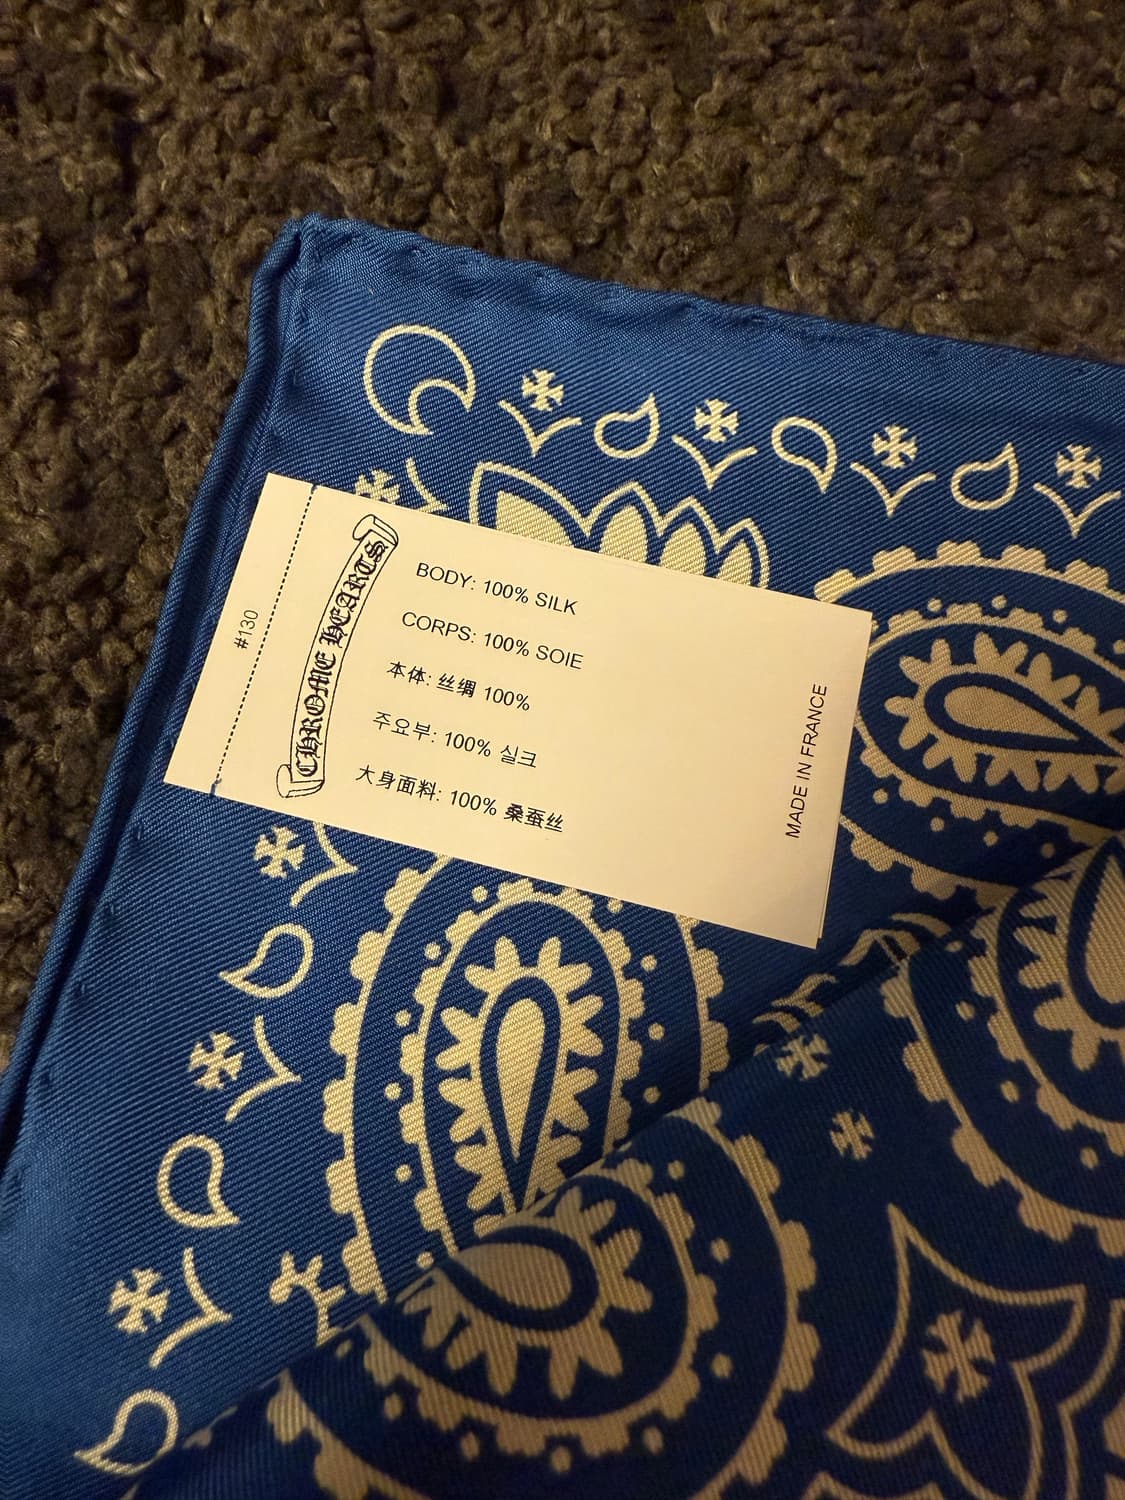 #130
CHROME HEARTS
BODY: 100% SILK
CORPS: 100% SOIE
本体: 丝绸 100%
주요부: 100% 실크
大身面料: 100% 桑蚕丝
MADE IN FRANCE